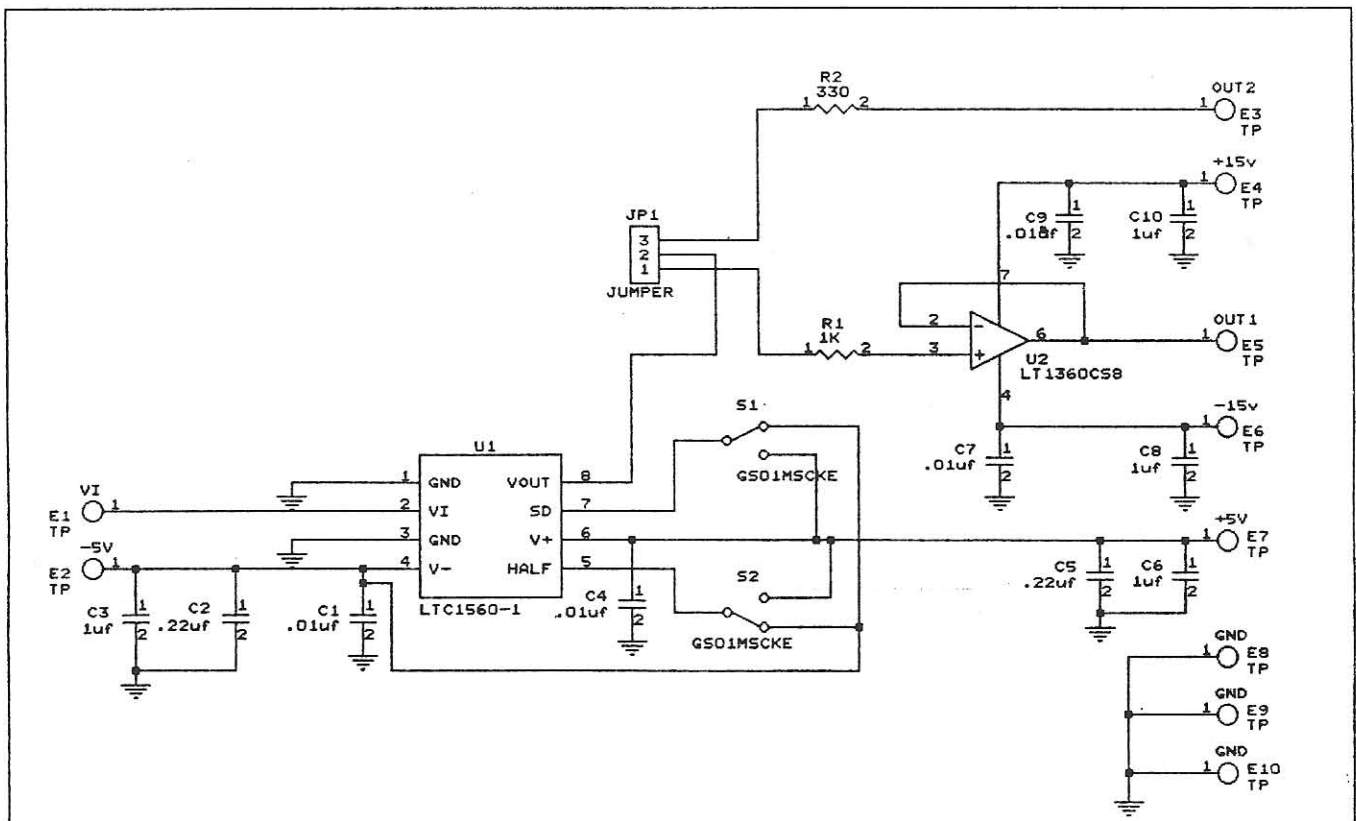 R2
330
1 2
OUT2
1 E3
TP
+15v
1 E4
TP
C9
.01uf
1
2
C10
1uf
1
2
JP1
3
2
1
JUMPER
7
2 -
3 +
6
4
U2
LT1360CS8
OUT1
1 E5
TP
R1
1K
1 2
-15v
1 E6
TP
C7
.01uf
1
2
C8
1uf
1
2
S1
GS01MSCKE
U1
1 GND VOUT 8
2 VI SD 7
3 GND V+ 6
4 V- HALF 5
LTC1560-1
VI
E1 1
TP
-5V
E2 1
TP
C3
1uf
1
2
C2
.22uf
1
2
C1
.01uf
1
2
C4
.01uf
1
2
S2
GS01MSCKE
+5V
1 E7
TP
C5
.22uf
1
2
C6
1uf
1
2
GND
1 E8
TP
GND
1 E9
TP
GND
1 E10
TP